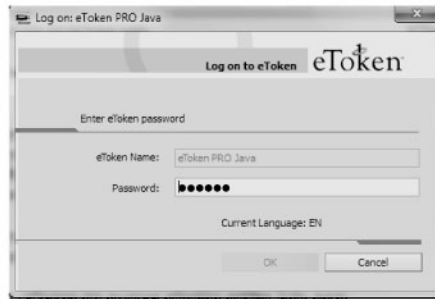 Log on: eToken PRO Java
Log on to eToken eToken
Enter eToken password
eToken Name: eToken PRO Java
Password: ●●●●●●
Current Language: EN
OK Cancel